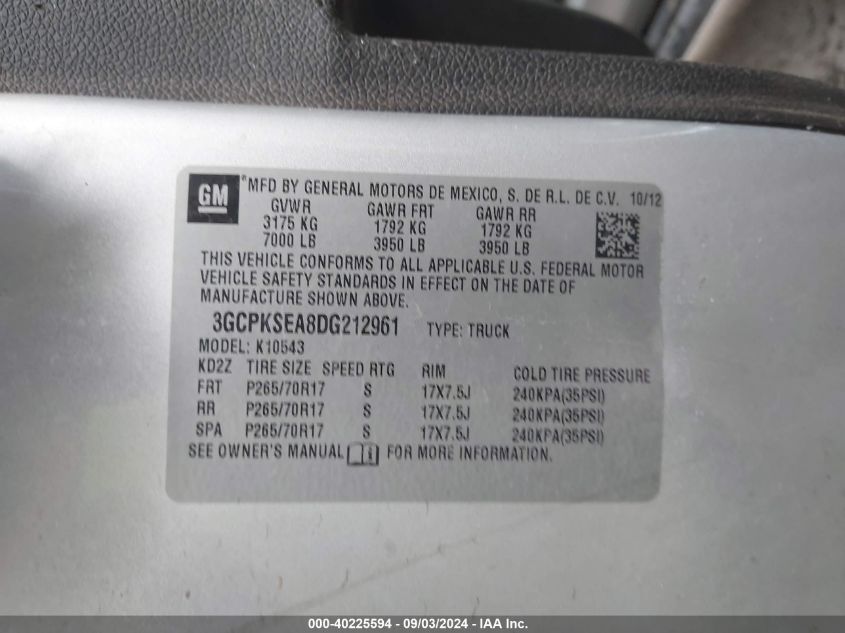 GM
®MFD BY GENERAL MOTORS DE MEXICO, S. DE R.L. DE C.V. 10/12
GVWR GAWR FRT GAWR RR
3175 KG 1792 KG 1792 KG
7000 LB 3950 LB 3950 LB
THIS VEHICLE CONFORMS TO ALL APPLICABLE U.S. FEDERAL MOTOR
VEHICLE SAFETY STANDARDS IN EFFECT ON THE DATE OF
MANUFACTURE SHOWN ABOVE.
3GCPKSEA8DG212961 TYPE: TRUCK
MODEL: K10543
KD2Z TIRE SIZE SPEED RTG RIM COLD TIRE PRESSURE
FRT P265/70R17 S 17X7.5J 240KPA(35PSI)
RR P265/70R17 S 17X7.5J 240KPA(35PSI)
SPA P265/70R17 S 17X7.5J 240KPA(35PSI)
SEE OWNER'S MANUAL FOR MORE INFORMATION.
000-40225594 - 09/03/2024 - IAA Inc.